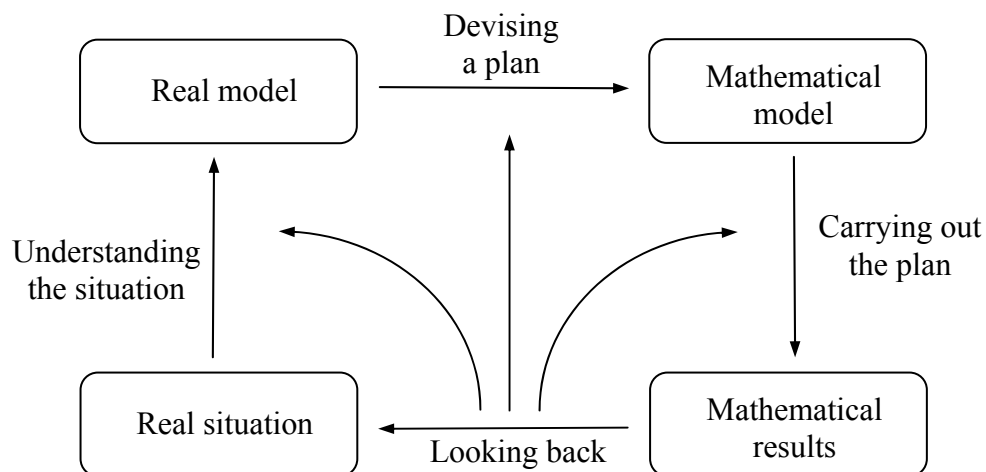 Devising
a plan
Real model
Mathematical
model
Understanding
the situation
Carrying out
the plan
Real situation
Looking back
Mathematical
results